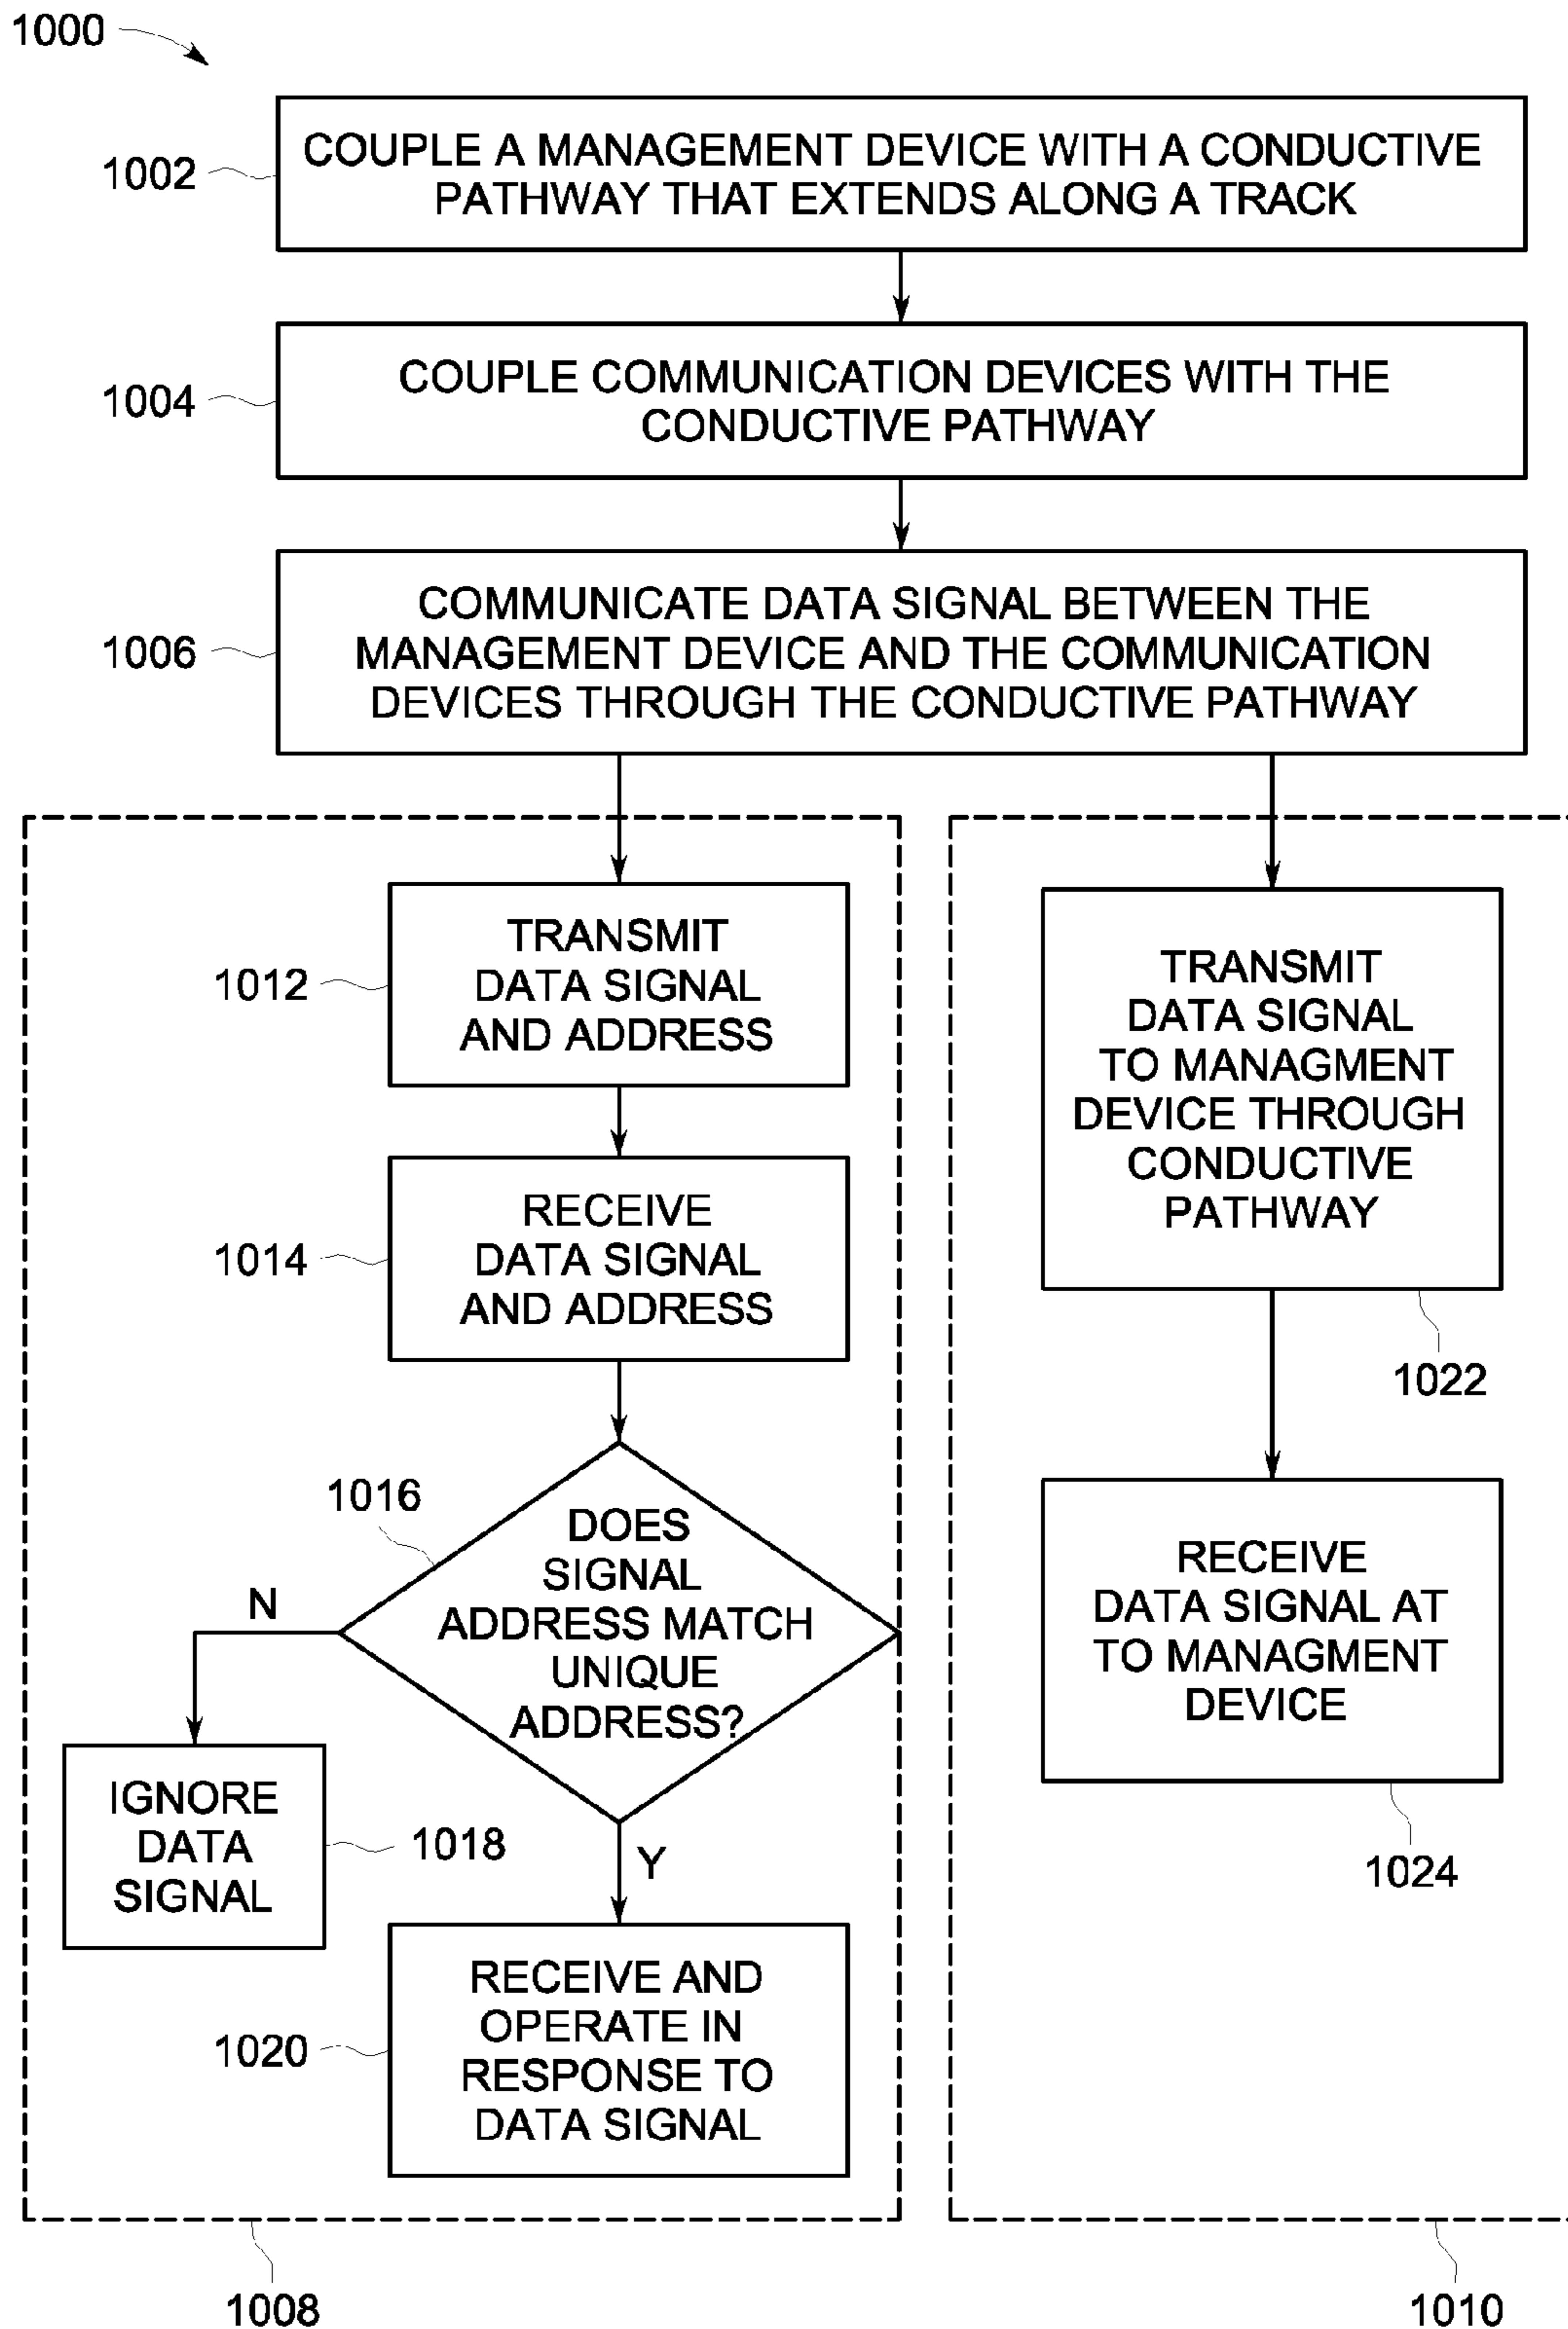 1000
COUPLE A MANAGEMENT DEVICE WITH A CONDUCTIVE
PATHWAY THAT EXTENDS ALONG A TRACK
1002
COUPLE COMMUNICATION DEVICES WITH THE
CONDUCTIVE PATHWAY
1004
COMMUNICATE DATA SIGNAL BETWEEN THE
MANAGEMENT DEVICE AND THE COMMUNICATION
DEVICES THROUGH THE CONDUCTIVE PATHWAY
1006
TRANSMIT
DATA SIGNAL
AND ADDRESS
1012
RECEIVE
DATA SIGNAL
AND ADDRESS
1014
1016
DOES
SIGNAL
ADDRESS MATCH
UNIQUE
ADDRESS?
N
IGNORE
DATA
SIGNAL
1018
Y
RECEIVE AND
OPERATE IN
RESPONSE TO
DATA SIGNAL
1020
1008
TRANSMIT
DATA SIGNAL
TO MANAGMENT
DEVICE THROUGH
CONDUCTIVE
PATHWAY
1022
RECEIVE
DATA SIGNAL AT
TO MANAGMENT
DEVICE
1024
1010